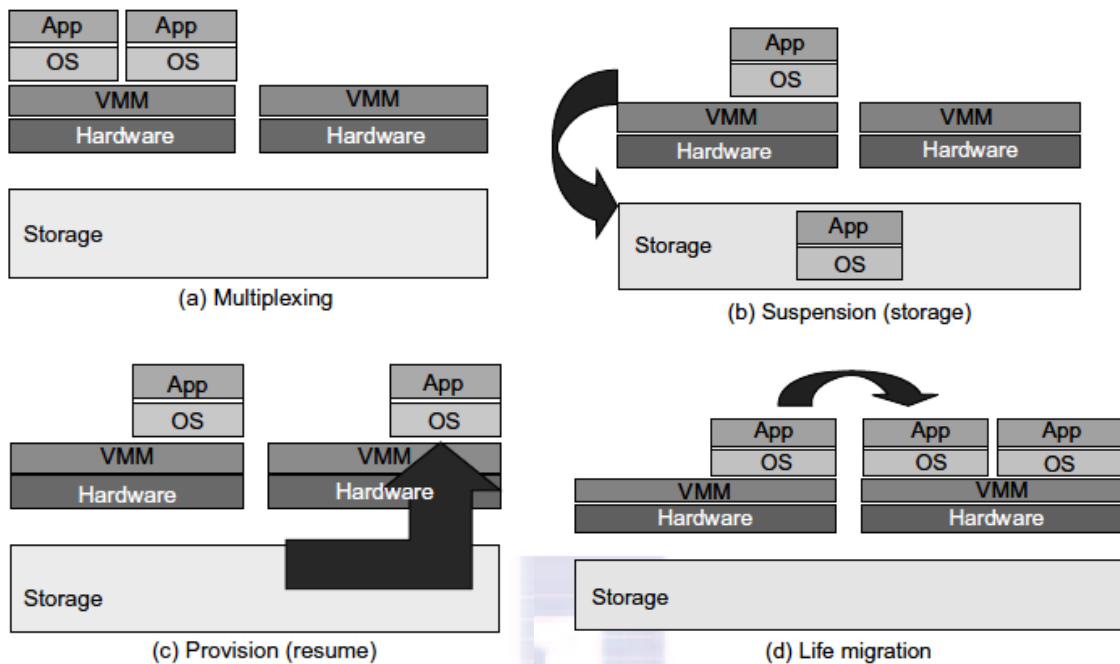 App App
OS OS
VMM VMM
Hardware Hardware
Storage
(a) Multiplexing
App
OS
VMM VMM
Hardware Hardware
Storage
App
OS
(b) Suspension (storage)
App App
OS OS
VMM VMM
Hardware Hardware
Storage
(c) Provision (resume)
App App App
OS OS OS
VMM VMM
Hardware Hardware
Storage
(d) Life migration